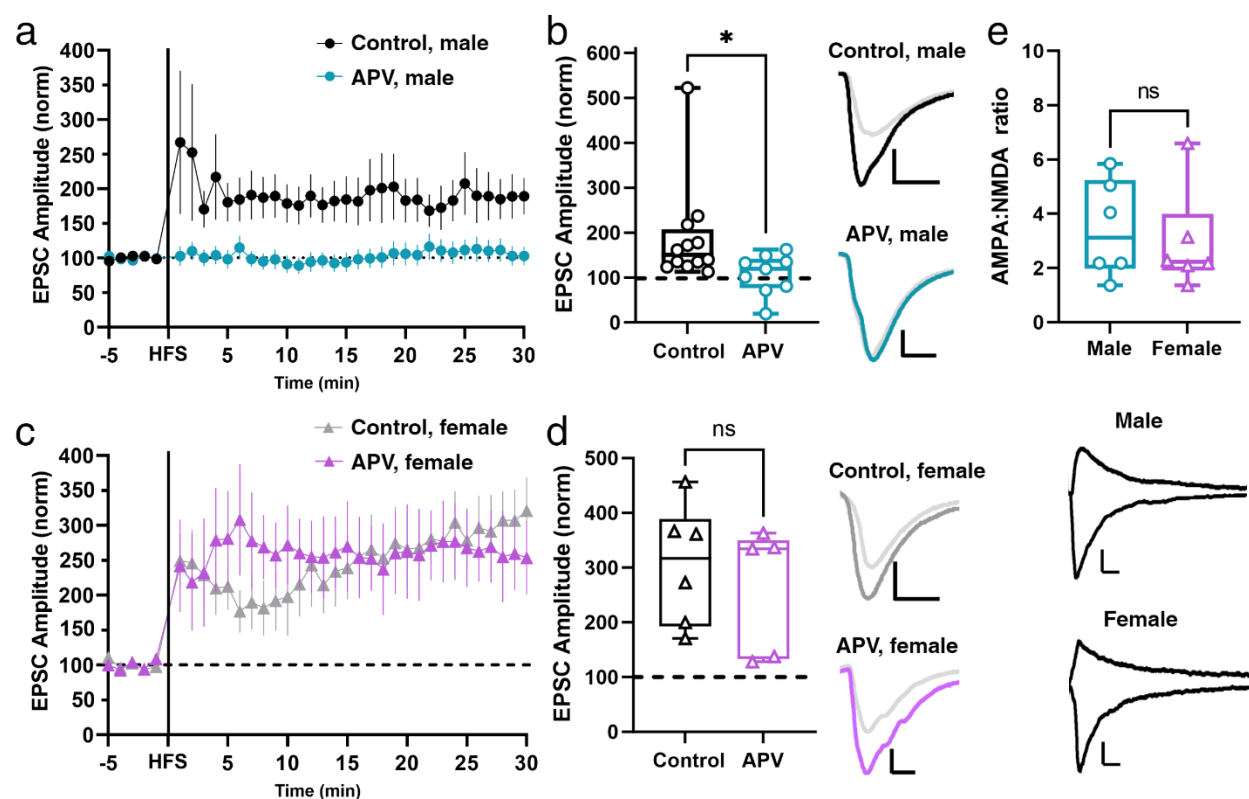 a
EPSC Amplitude (norm)
400
350
300
250
200
150
100
50
0
-5
HFS
5
10
15
20
25
30
Time (min)
Control, male
APV, male
b
EPSC Amplitude (norm)
600
500
400
300
200
100
0
*
Control
APV
Control, male
APV, male
e
AMPA:NMDA ratio
10
8
6
4
2
0
ns
Male
Female
c
EPSC Amplitude (norm)
400
350
300
250
200
150
100
50
0
-5
HFS
5
10
15
20
25
30
Time (min)
Control, female
APV, female
d
EPSC Amplitude (norm)
500
400
300
200
100
0
ns
Control
APV
Control, female
APV, female
Male
Female